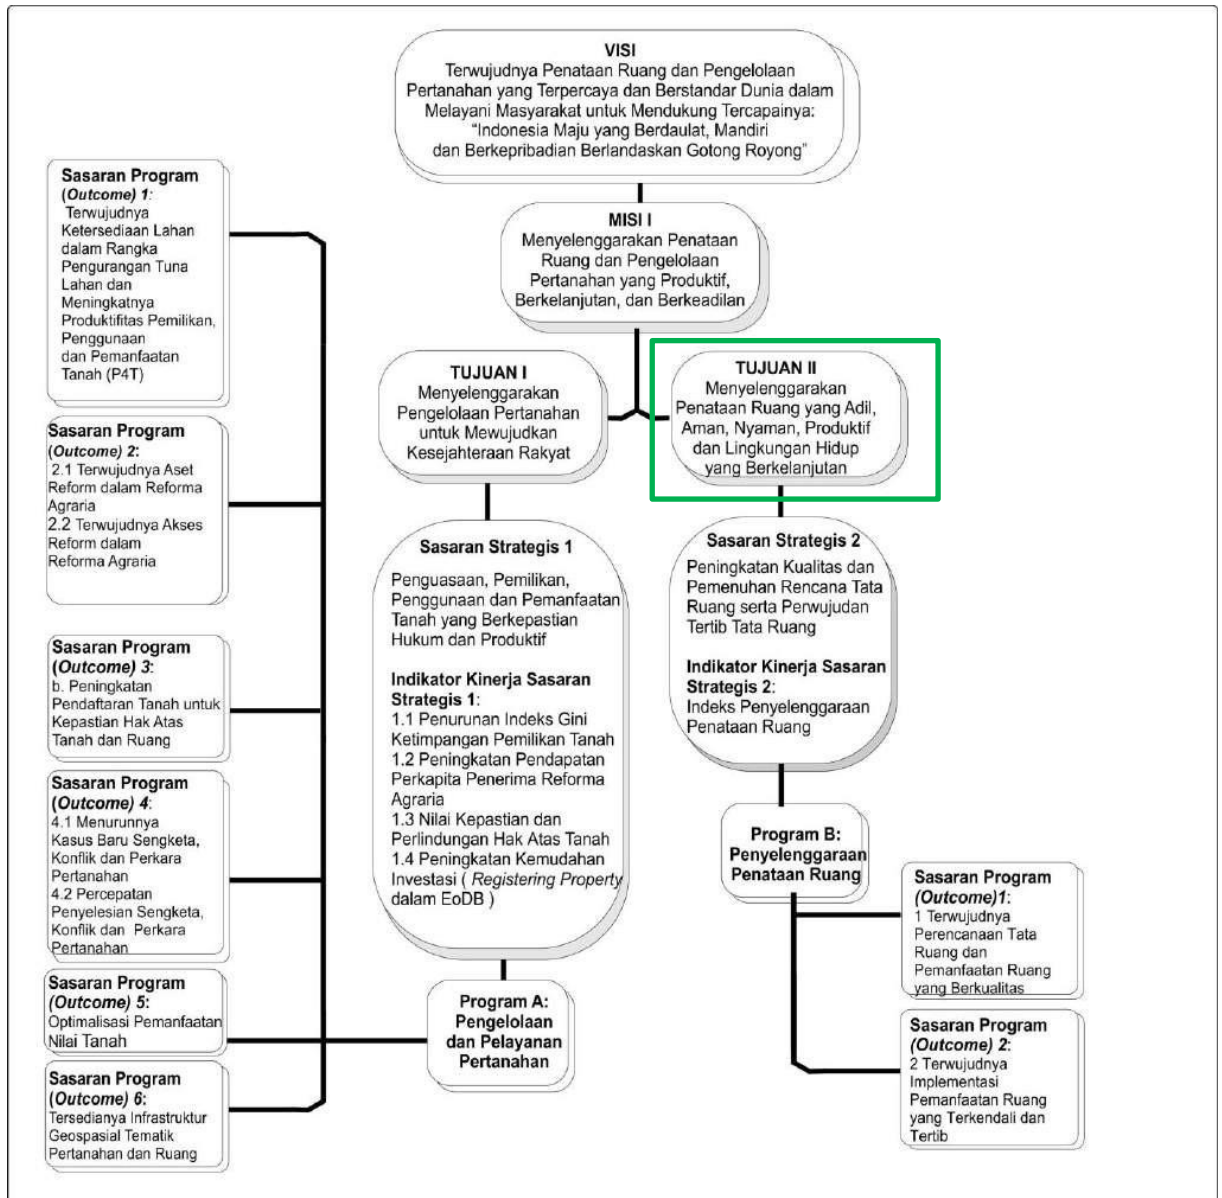 VISI
Terwujudnya Penataan Ruang dan Pengelolaan
Pertanahan yang Terpercaya dan Berstandar Dunia dalam
Melayani Masyarakat untuk Mendukung Tercapainya:
“Indonesia Maju yang Berdaulat, Mandiri
dan Berkepribadian Berlandaskan Gotong Royong”
MISI I
Menyelenggarakan Penataan
Ruang dan Pengelolaan
Pertanahan yang Produktif,
Berkelanjutan, dan Berkeadilan
TUJUAN I
Menyelenggarakan
Pengelolaan Pertanahan
untuk Mewujudkan
Kesejahteraan Rakyat
TUJUAN II
Menyelenggarakan
Penataan Ruang yang Adil,
Aman, Nyaman, Produktif
dan Lingkungan Hidup
yang Berkelanjutan
Sasaran Strategis 1
Penguasaan, Pemilikan,
Penggunaan dan Pemanfaatan
Tanah yang Berkepastian
Hukum dan Produktif
Indikator Kinerja Sasaran
Strategis 1:
1.1 Penurunan Indeks Gini
Ketimpangan Pemilikan Tanah
1.2 Peningkatan Pendapatan
Perkapita Penerima Reforma
Agraria
1.3 Nilai Kepastian dan
Perlindungan Hak Atas Tanah
1.4 Peningkatan Kemudahan
Investasi ( Registering Property
dalam EoDB )
Sasaran Strategis 2
Peningkatan Kualitas dan
Pemenuhan Rencana Tata
Ruang serta Perwujudan
Tertib Tata Ruang
Indikator Kinerja Sasaran
Strategis 2:
Indeks Penyelenggaraan
Penataan Ruang
Program A:
Pengelolaan
dan Pelayanan
Pertanahan
Program B:
Penyelenggaraan
Penataan Ruang
Sasaran Program
(Outcome) 1:
Terwujudnya
Ketersediaan Lahan
dalam Rangka
Pengurangan Tuna
Lahan dan
Meningkatnya
Produktifitas Pemilikan,
Penggunaan
dan Pemanfaatan
Tanah (P4T)
Sasaran Program
(Outcome) 2:
2.1 Terwujudnya Aset
Reform dalam Reforma
Agraria
2.2 Terwujudnya Akses
Reform dalam
Reforma Agraria
Sasaran Program
(Outcome) 3:
b. Peningkatan
Pendaftaran Tanah untuk
Kepastian Hak Atas
Tanah dan Ruang
Sasaran Program
(Outcome) 4:
4.1 Menurunnya
Kasus Baru Sengketa,
Konflik dan Perkara
Pertanahan
4.2 Percepatan
Penyelesian Sengketa,
Konflik dan Perkara
Pertanahan
Sasaran Program
(Outcome) 5:
Optimalisasi Pemanfaatan
Nilai Tanah
Sasaran Program
(Outcome) 6:
Tersedianya Infrastruktur
Geospasial Tematik
Pertanahan dan Ruang
Sasaran Program
(Outcome)1:
1 Terwujudnya
Perencanaan Tata
Ruang dan
Pemanfaatan Ruang
yang Berkualitas
Sasaran Program
(Outcome) 2:
2 Terwujudnya
Implementasi
Pemanfaatan Ruang
yang Terkendali dan
Tertib